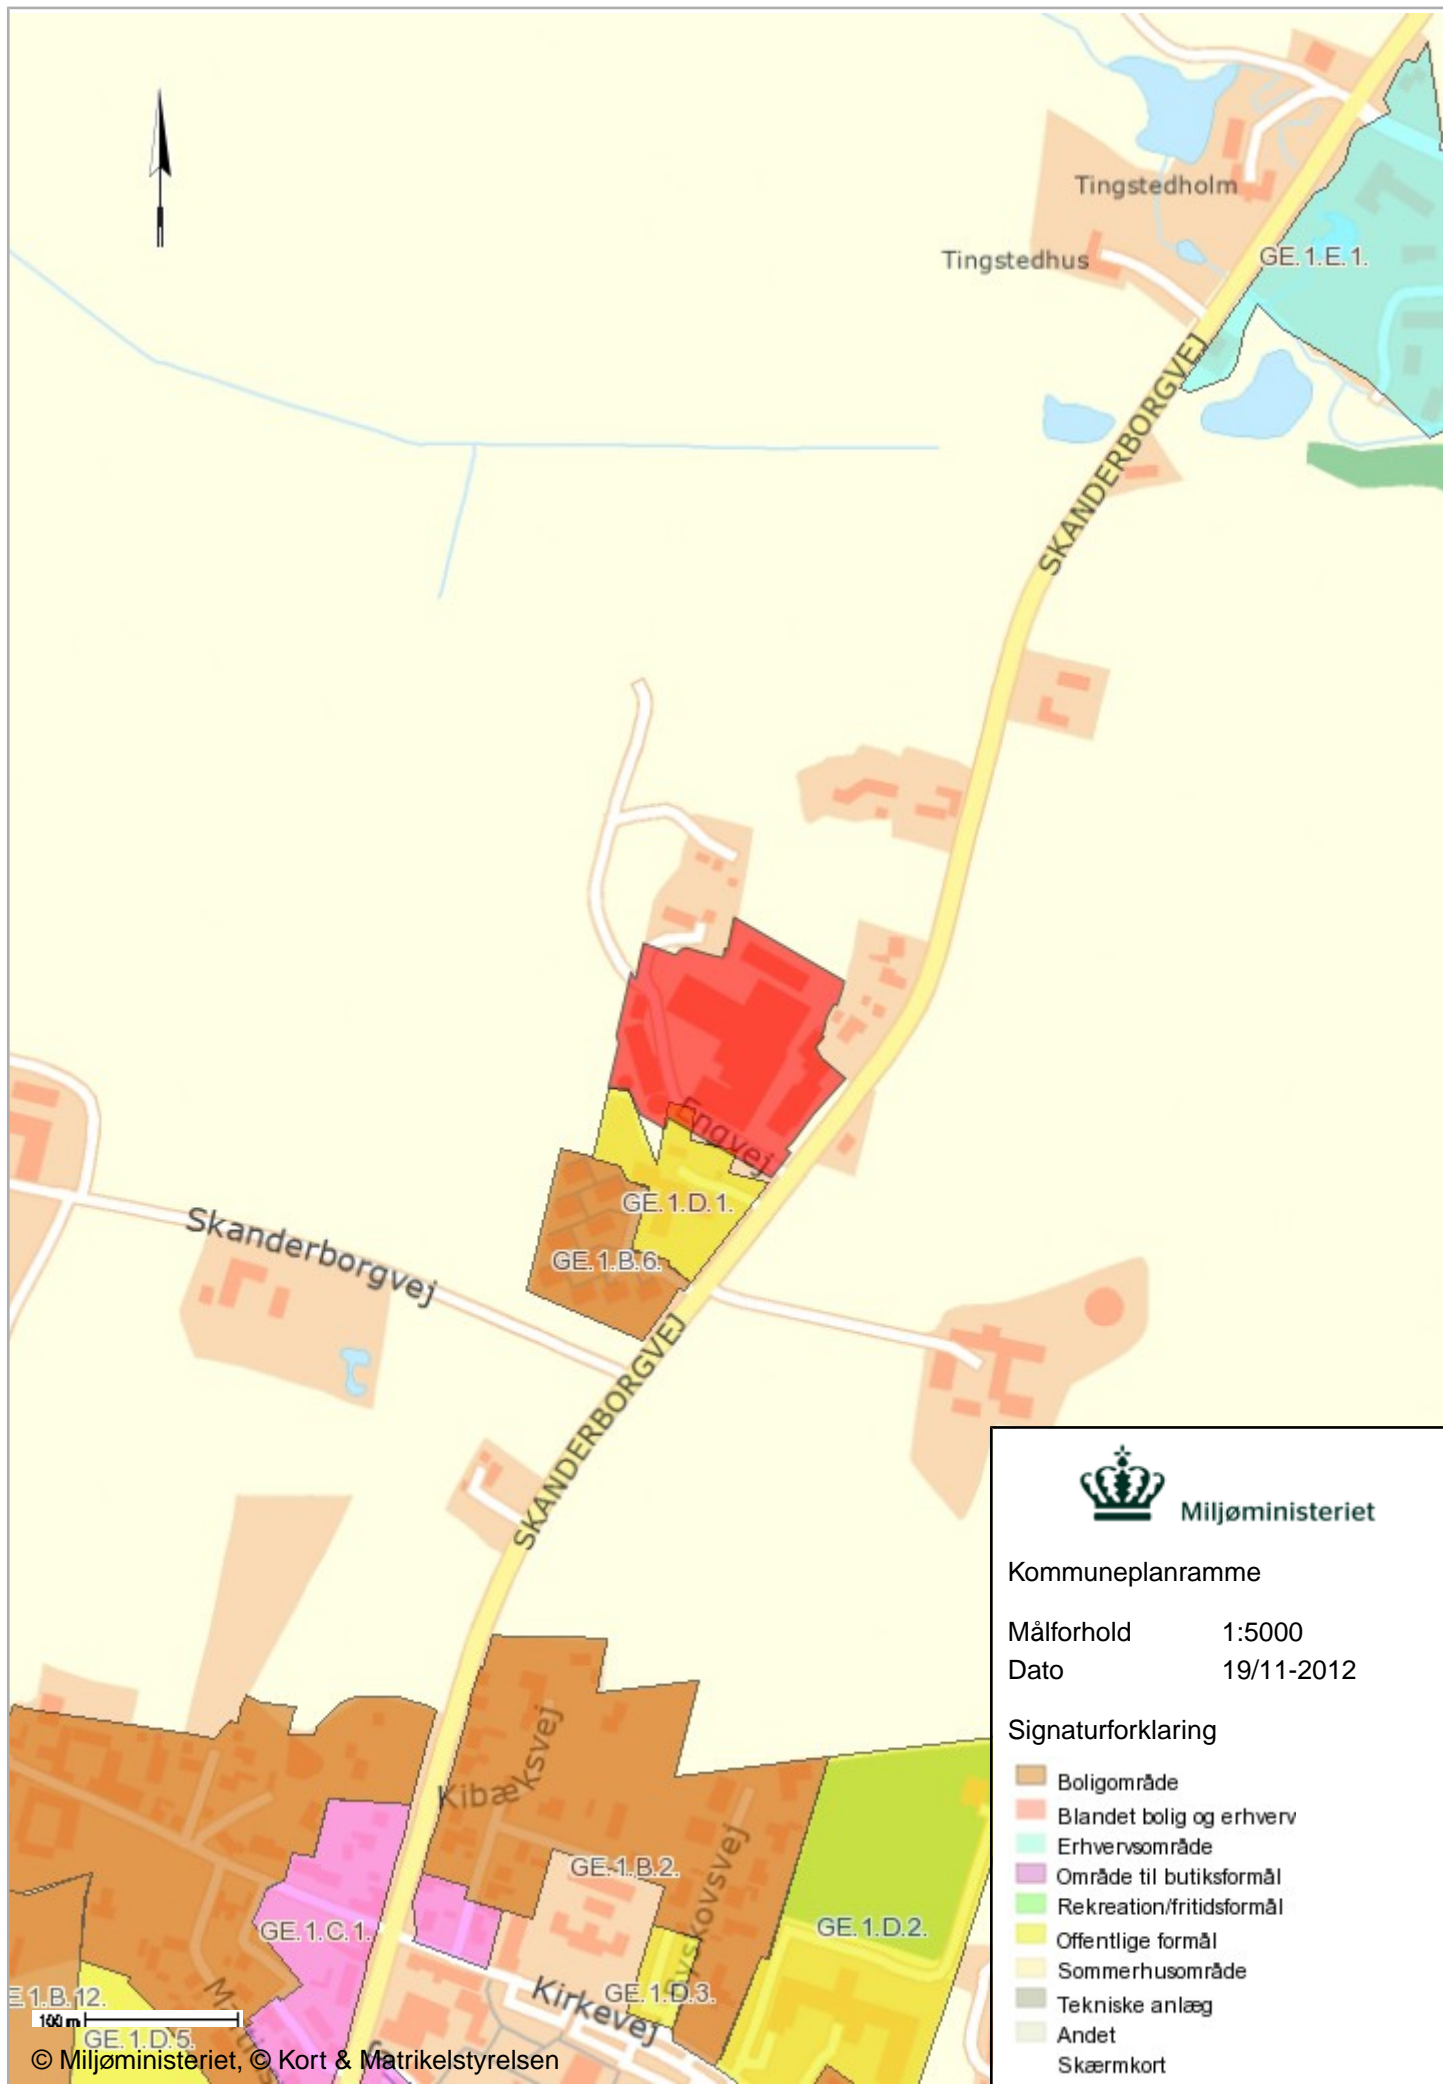 Tingstedholm
Tingstedhus
GE.1.E.1.
SKANDERBORGVEJ
Engvej
GE.1.D.1.
Skanderborgvej
GE.1.B.6.
SKANDERBORGVEJ
Miljøministeriet
Kommuneplanramme
Målforhold 1:5000
Dato 19/11-2012
Signaturforklaring
Boligområde
Blandet bolig og erhverv
Erhvervsområde
Område til butiksformål
Rekreation/fritidsformål
Offentlige formål
Sommerhusområde
Tekniske anlæg
Andet
Skærmkort
Kibæksvej
GE.1.B.2.
Byskovsvej
GE.1.C.1.
GE.1.D.2.
Kirkevej
GE.1.D.3.
E.1.B.12.
100 m
GE.1.D.5.
© Miljøministeriet, © Kort & Matrikelstyrelsen